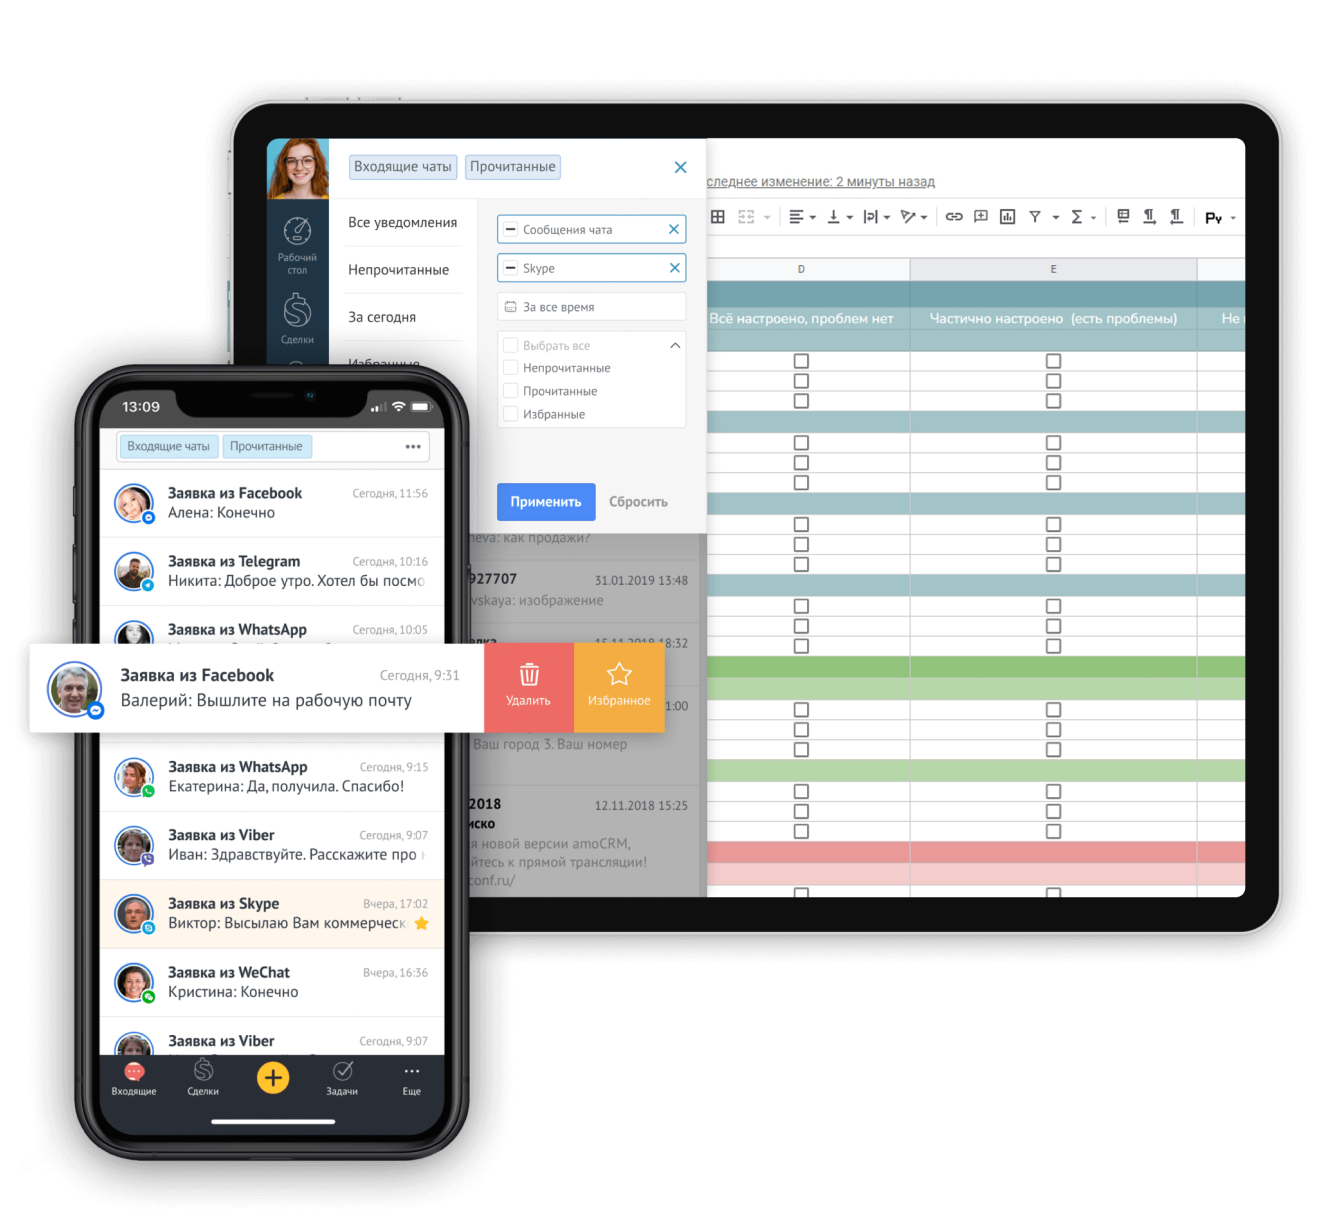 Входящие чаты
Прочитанные
следнее изменение: 2 минуты назад
Все уведомления
Непрочитанные
За сегодня
Избранные
Рабочий
стол
Сделки
Сообщения чата
Skype
За все время
Выбрать все
Непрочитанные
Прочитанные
Избранные
Применить
Сбросить
Ру
D
E
Всё настроено, проблем нет
Частично настроено (есть проблемы)
Не
neva: как продажи?
927707
31.01.2019 13:48
vskaya: изображение
елка
15.11.2018 18:32
1:00
Ваш город 3. Ваш номер
2018
12.11.2018 15:25
иско
я новой версии amoCRM,
йтесь к прямой трансляции!
conf.ru/
13:09
Входящие чаты
Прочитанные
Заявка из Facebook
Сегодня, 11:56
Алена: Конечно
Заявка из Telegram
Сегодня, 10:16
Никита: Доброе утро. Хотел бы посмо
Заявка из WhatsApp
Сегодня, 10:05
Заявка из Facebook
Сегодня, 9:31
Валерий: Вышлите на рабочую почту
Удалить
Избранное
Заявка из WhatsApp
Сегодня, 9:15
Екатерина: Да, получила. Спасибо!
Заявка из Viber
Сегодня, 9:07
Иван: Здравствуйте. Расскажите про
Заявка из Skype
Вчера, 17:02
Виктор: Высылаю Вам коммерческ
Заявка из WeChat
Вчера, 16:36
Кристина: Конечно
Заявка из Viber
Сегодня, 9:07
Входящие
Сделки
Задачи
Еще